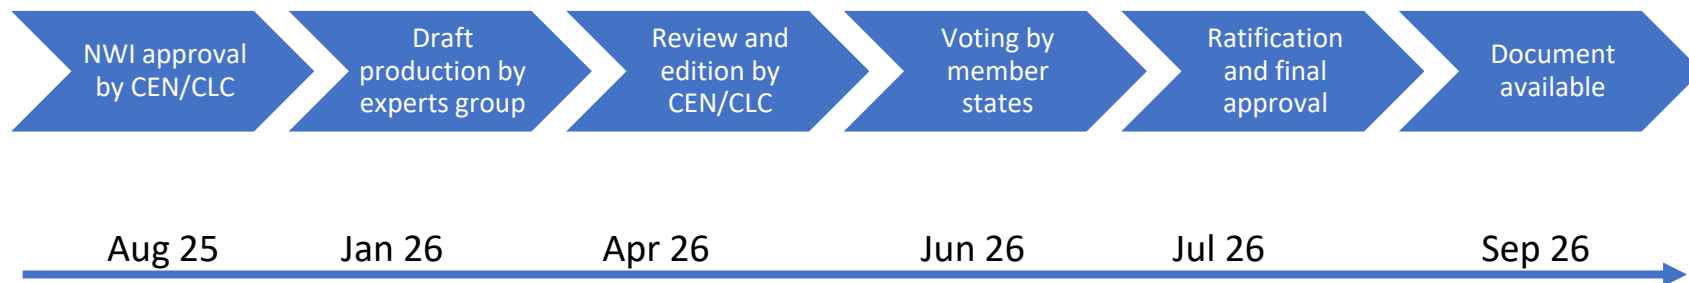 NWI approval
by CEN/CLC
Draft
production by
experts group
Review and
edition by
CEN/CLC
Voting by
member
states
Ratification
and final
approval
Document
available
Aug 25
Jan 26
Apr 26
Jun 26
Jul 26
Sep 26